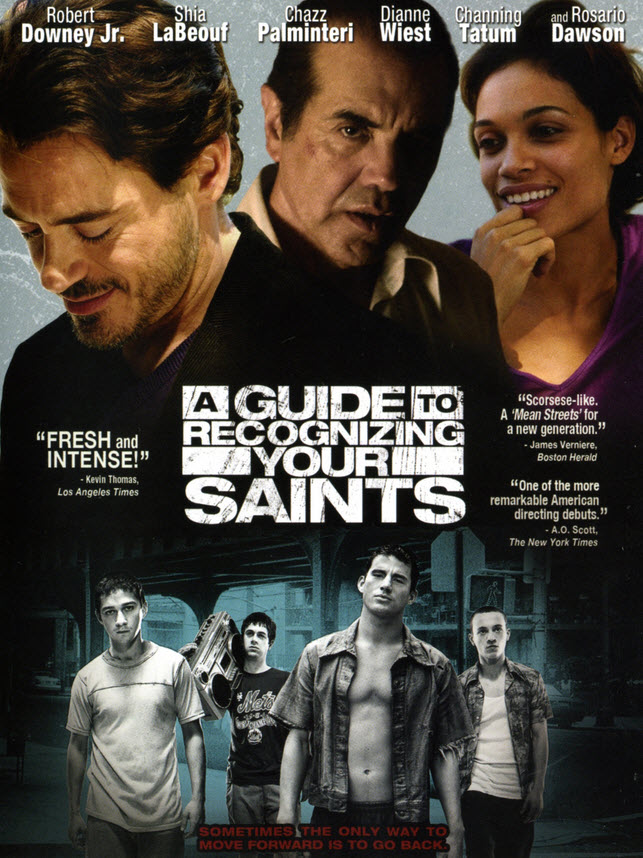 Robert
Downey Jr.
Shia
LaBeouf
Chazz
Palminteri
Dianne
Wiest
Channing
Tatum
and Rosario
Dawson
A GUIDE TO
RECOGNIZING
YOUR
SAINTS
“FRESH and
INTENSE!”
- Kevin Thomas,
Los Angeles Times
“Scorsese-like.
A ‘Mean Streets’ for
a new generation.”
- James Verniere,
Boston Herald
“One of the more
remarkable American
directing debuts.”
- A.O. Scott,
The New York Times
Mets
SOMETIMES THE ONLY WAY TO
MOVE FORWARD IS TO GO BACK.